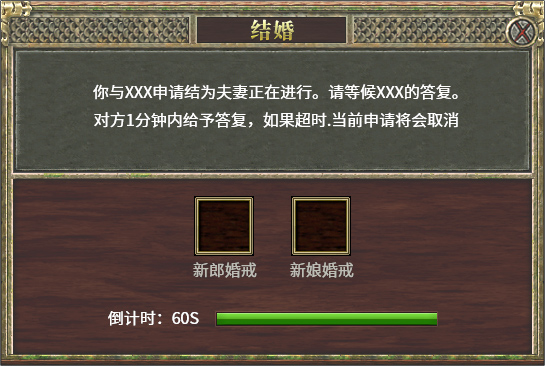 结婚
你与XXX申请结为夫妻正在进行。请等候XXX的答复。
对方1分钟内给予答复，如果超时.当前申请将会取消
新郎婚戒 新娘婚戒
倒计时：60S